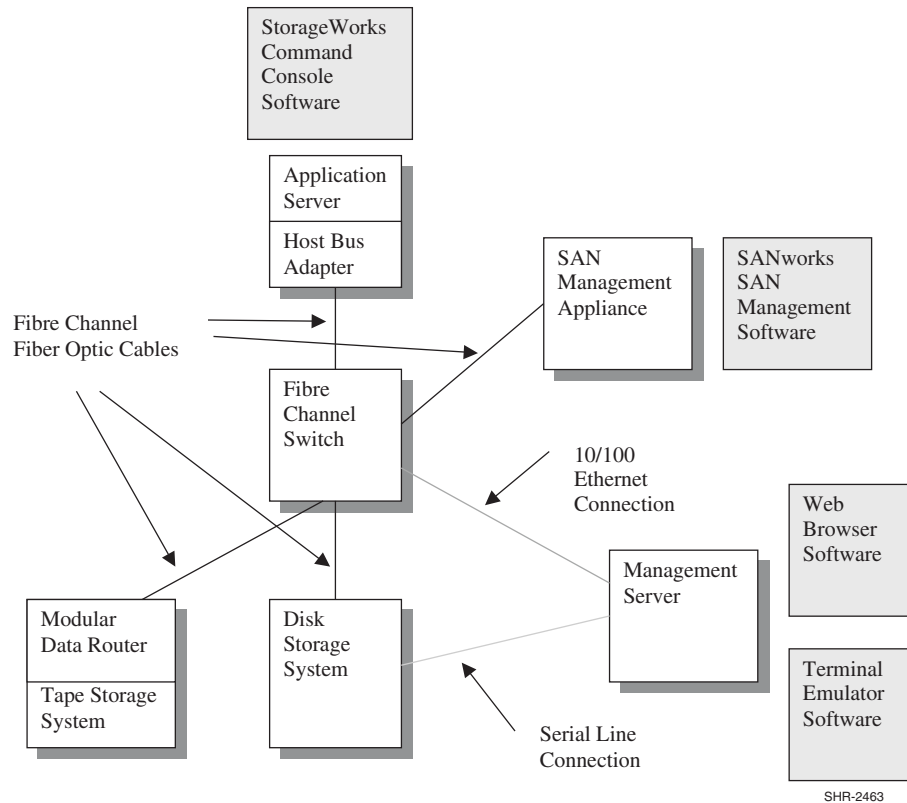 StorageWorks
Command
Console
Software
Application
Server
Host Bus
Adapter
SAN
Management
Appliance
SANworks
SAN
Management
Software
Fibre Channel
Fiber Optic Cables
Fibre
Channel
Switch
10/100
Ethernet
Connection
Web
Browser
Software
Management
Server
Modular
Data Router
Tape Storage
System
Disk
Storage
System
Terminal
Emulator
Software
Serial Line
Connection
SHR-2463